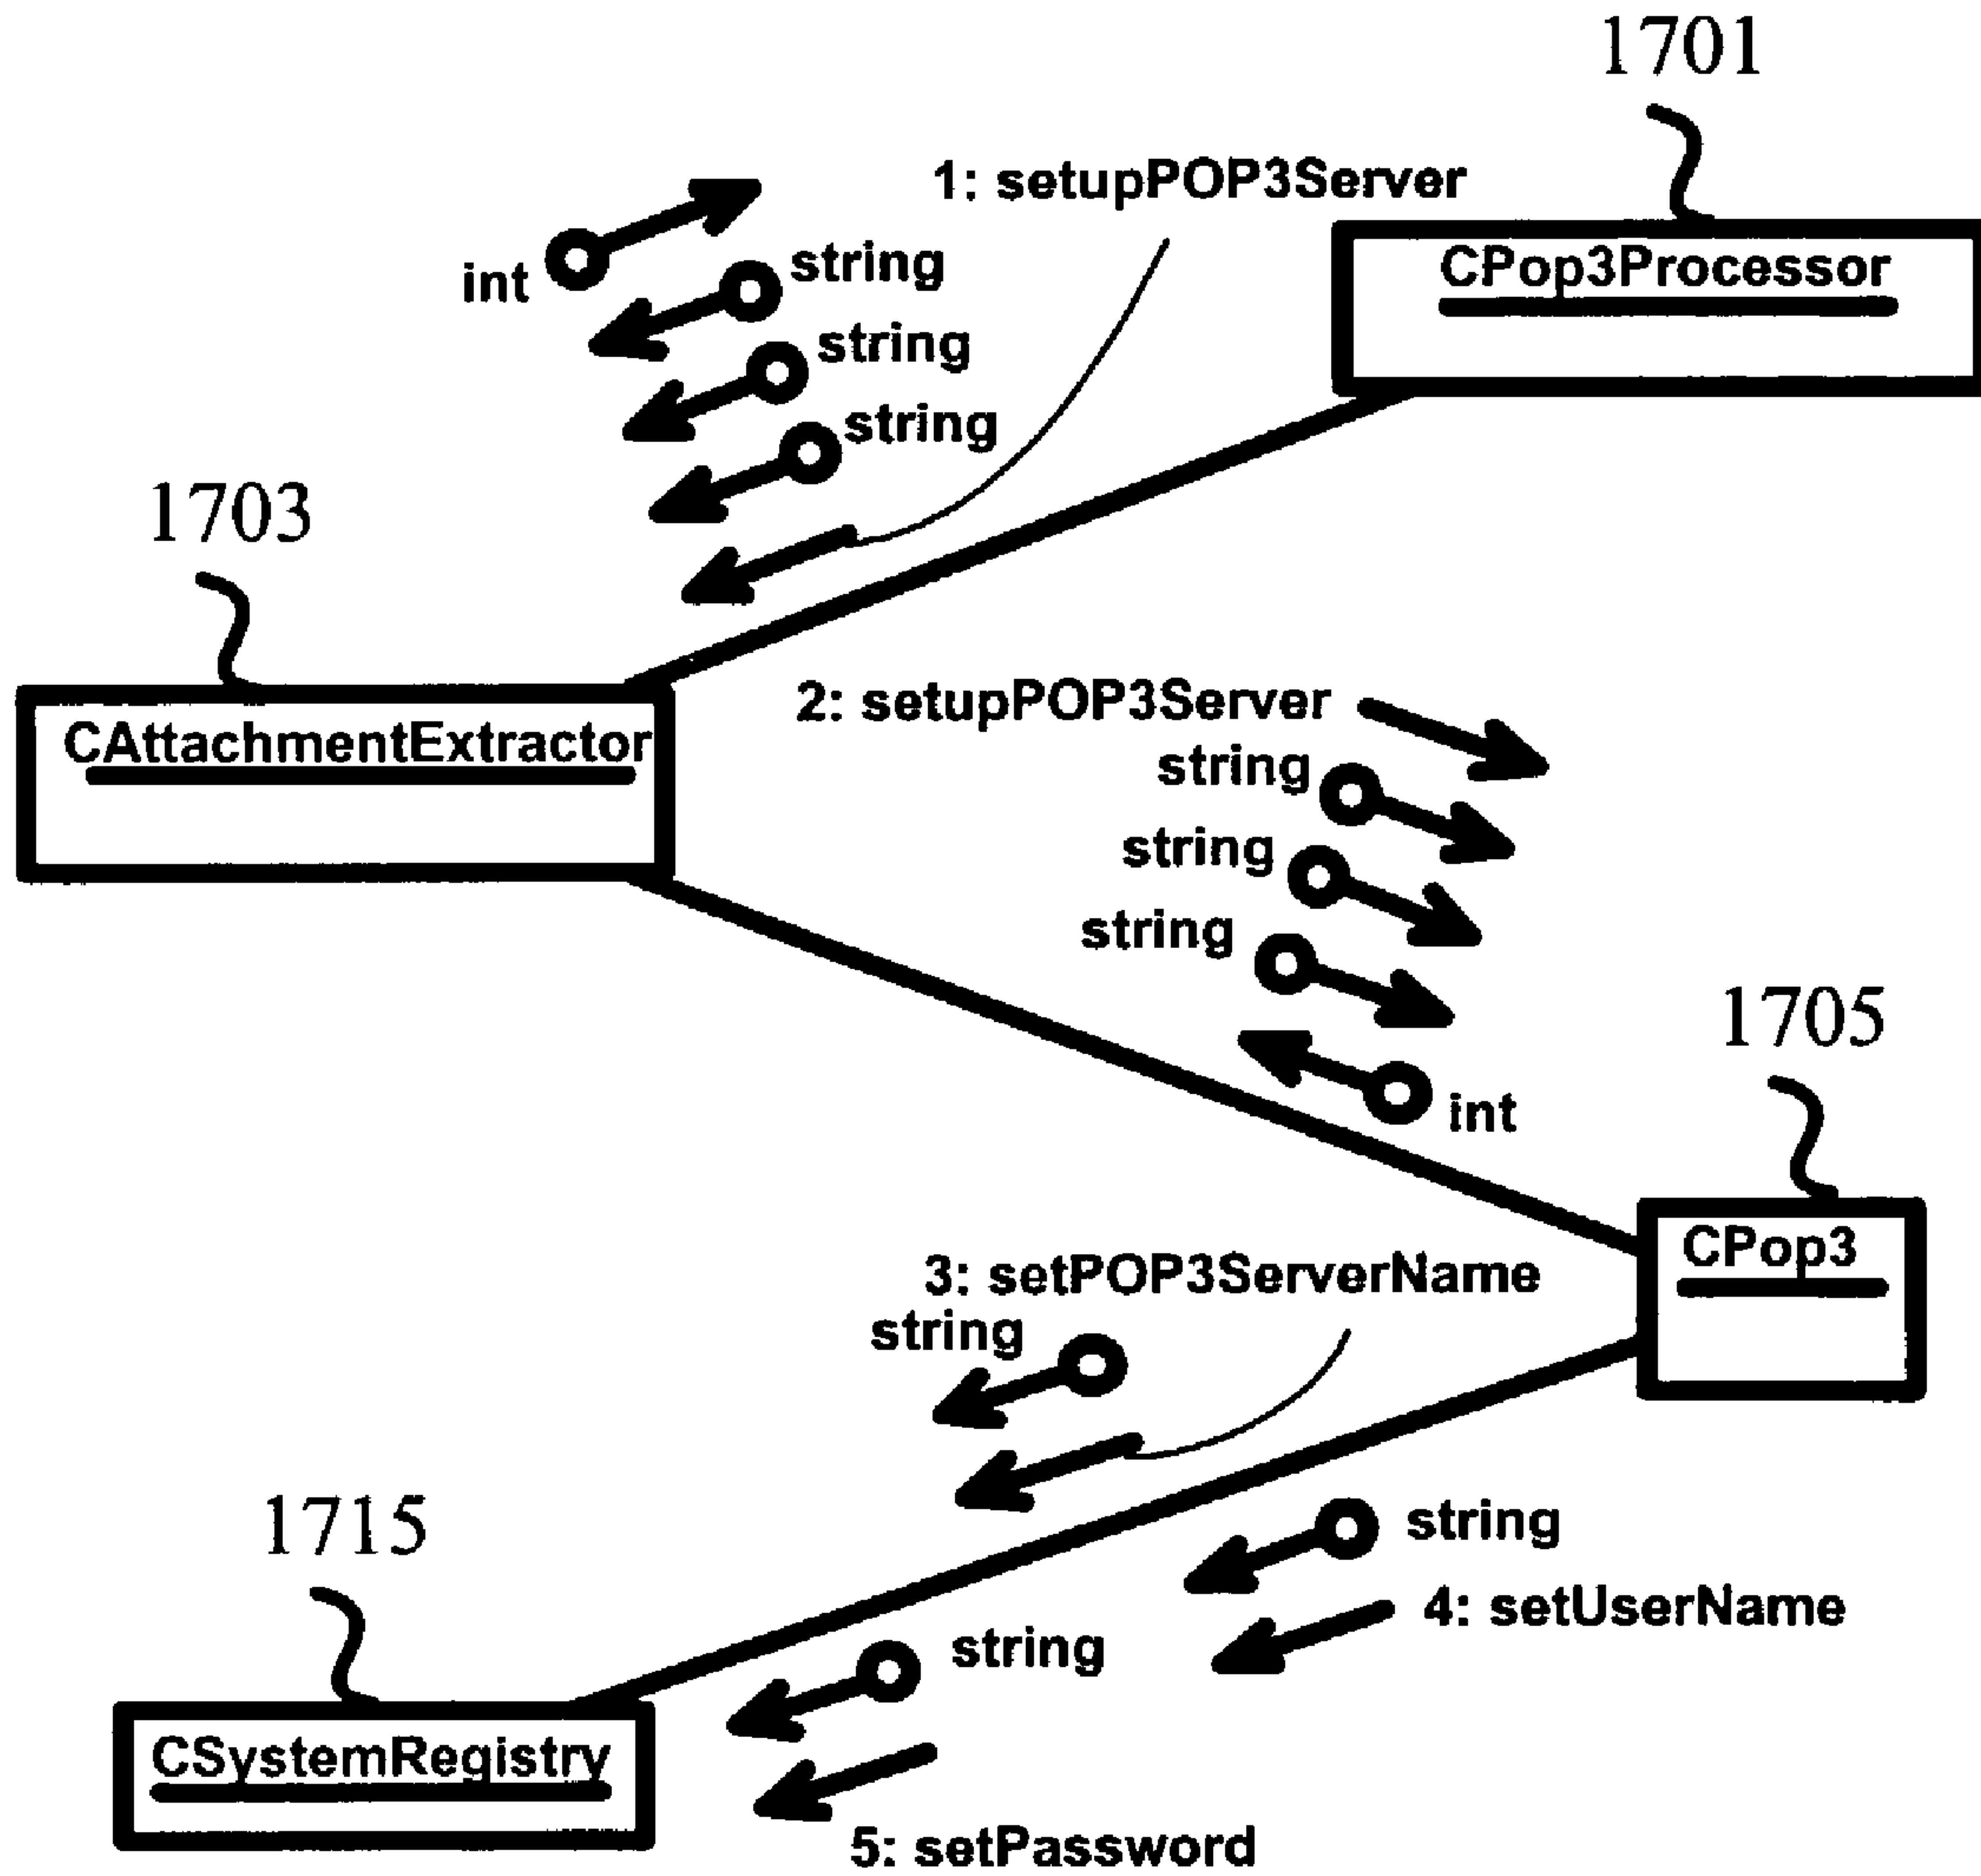 1701
1: setupPOP3Server
CPop3Processor
int
string
string
string
1703
2: setupPOP3Server
CAttachmentExtractor
string
string
string
1705
int
CPop3
3: setPOP3ServerName
string
1715
string
4: setUserName
string
CSystemRegistry
5: setPassword